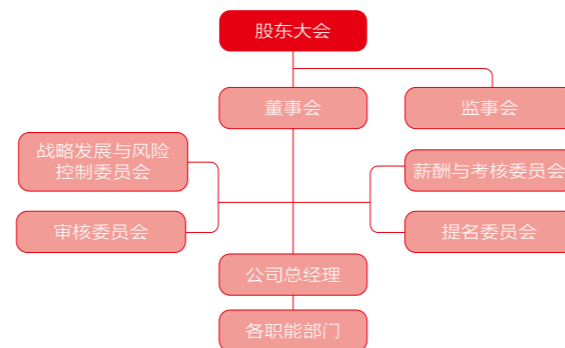 股东大会
董事会
监事会
战略发展与风险
控制委员会
薪酬与考核委员会
审核委员会
提名委员会
公司总经理
各职能部门